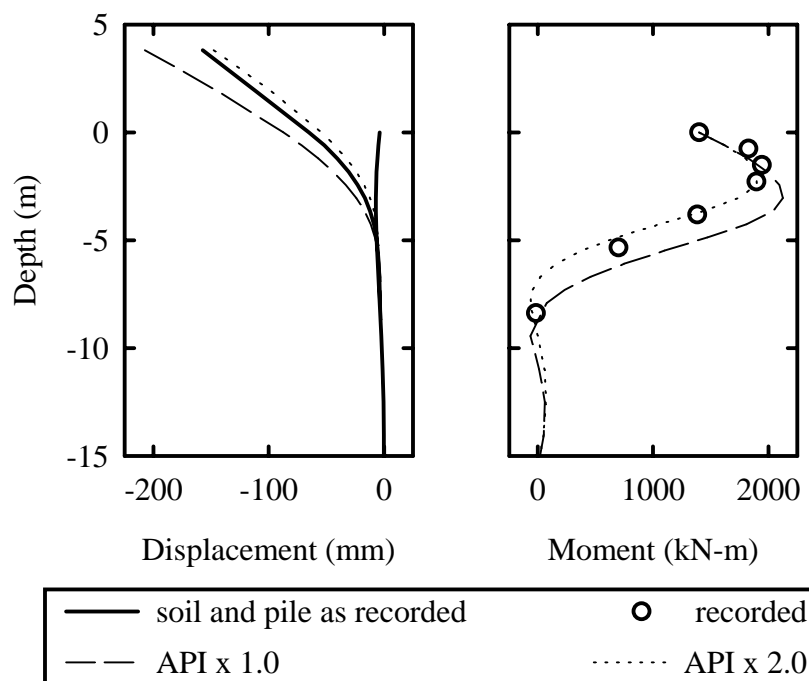 5
0
-5
-10
-15
Depth (m)
-200 -100 0
0 1000 2000
Displacement (mm)
Moment (kN-m)
soil and pile as recorded
recorded
API x 1.0
API x 2.0